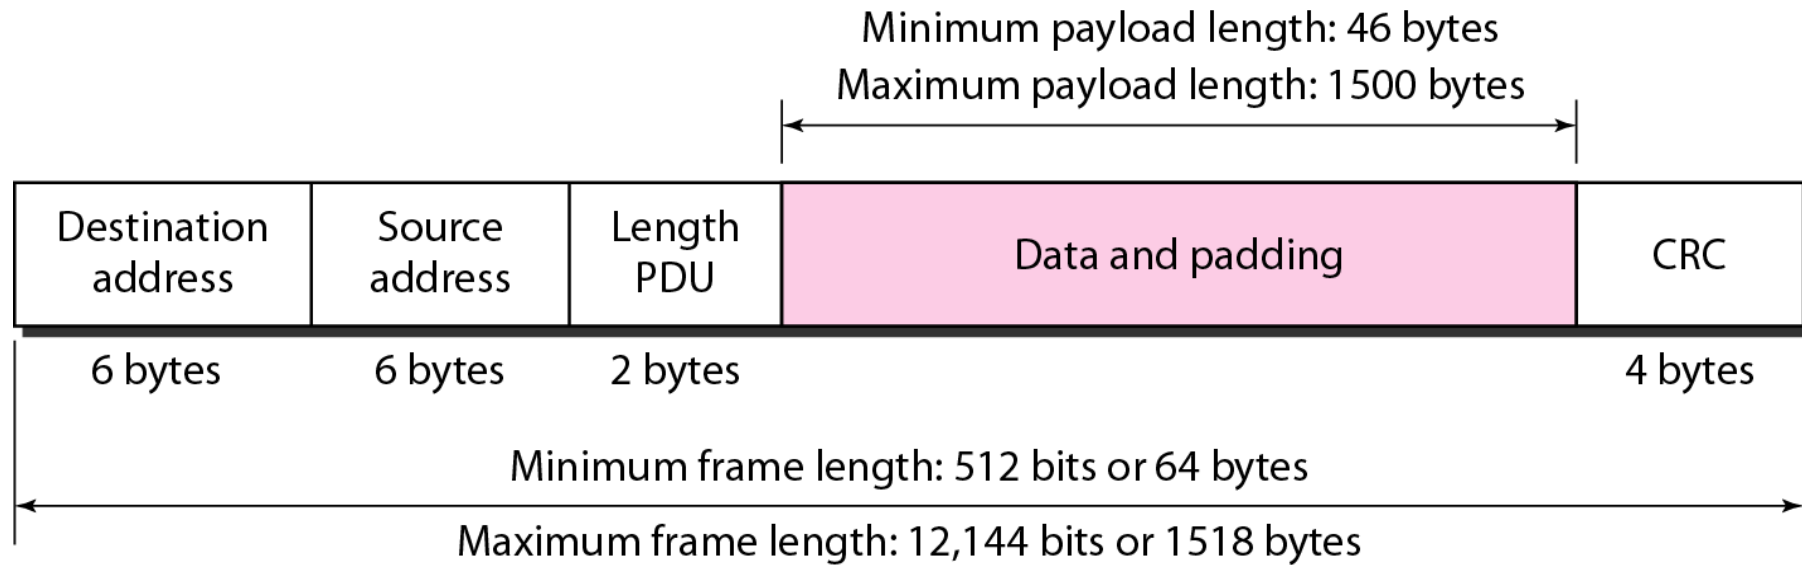 Minimum payload length: 46 bytes
Maximum payload length: 1500 bytes
Destination
address
Source
address
Length
PDU
Data and padding
CRC
6 bytes
6 bytes
2 bytes
4 bytes
Minimum frame length: 512 bits or 64 bytes
Maximum frame length: 12,144 bits or 1518 bytes